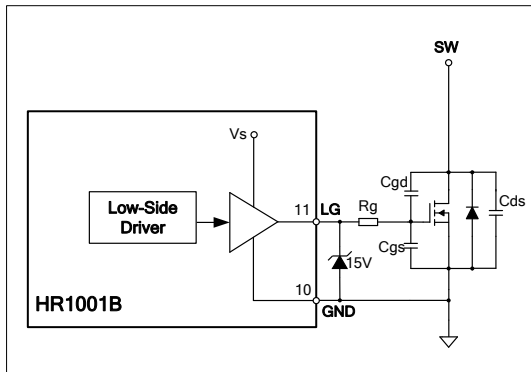 SW
Vs
Cgd
Cds
Low-Side
Driver
11
LG
Rg
Cgs
15V
10
GND
HR1001B